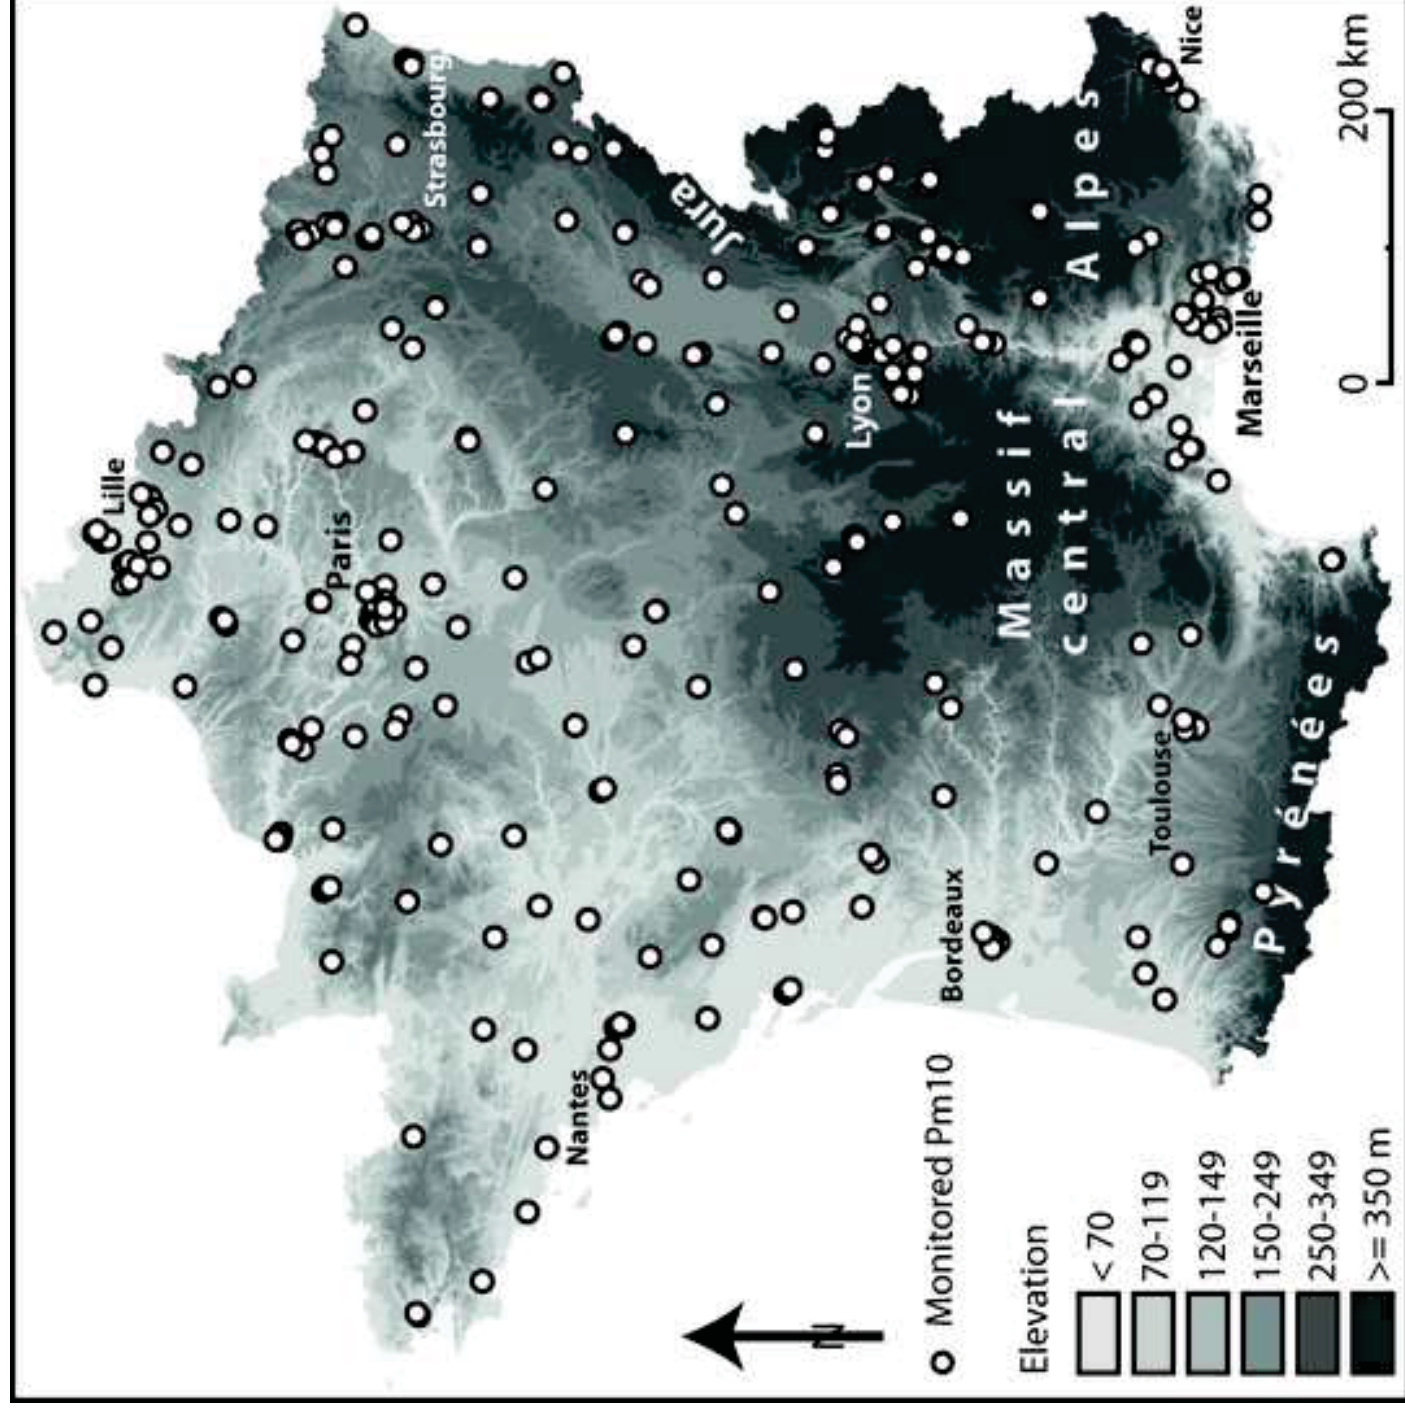 Lille
Paris
Strasbourg
Nantes
Jura
Lyon
Bordeaux
Massif
central
Alpes
Toulouse
Nice
Marseille
Pyrénées
N
Monitored Pm10
Elevation
< 70
70-119
120-149
150-249
250-349
>= 350 m
0
200 km